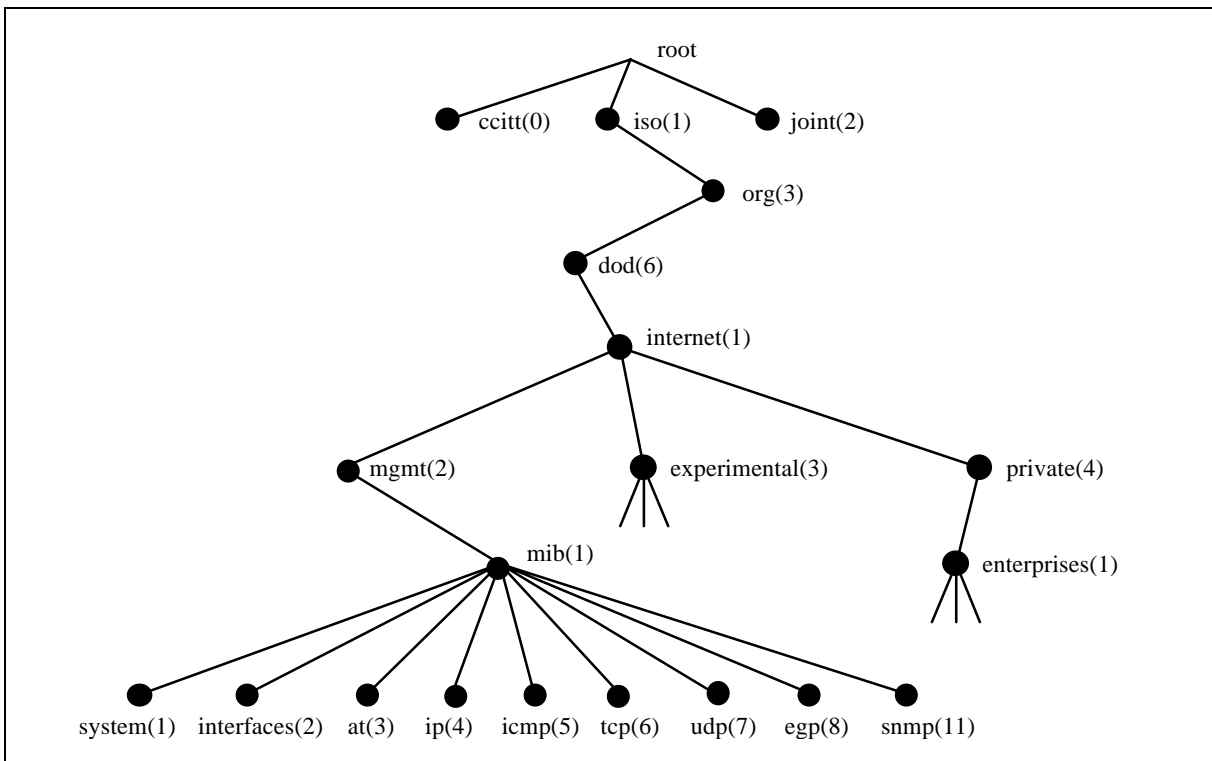 root
ccitt(0) iso(1) joint(2)
org(3)
dod(6)
internet(1)
mgmt(2) experimental(3) private(4)
mib(1) enterprises(1)
system(1) interfaces(2) at(3) ip(4) icmp(5) tcp(6) udp(7) egp(8) snmp(11)